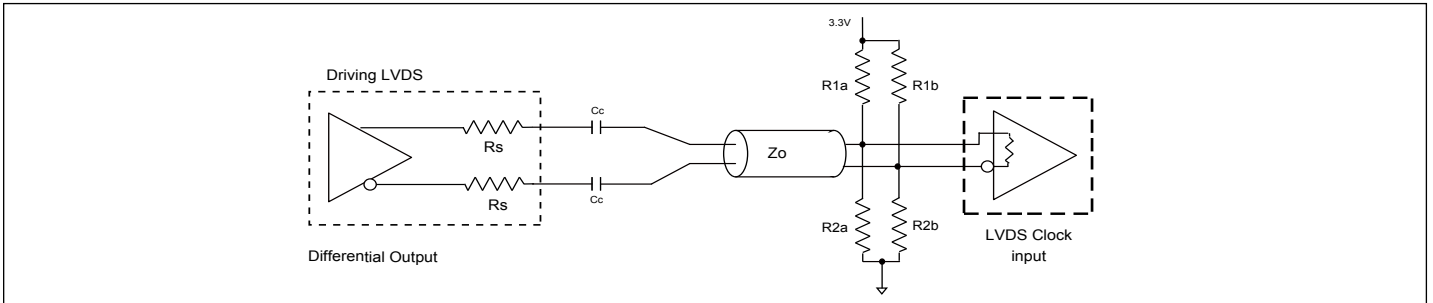 3.3V
Driving LVDS
R1a
R1b
Cc
Rs
Zo
Cc
Rs
R2a
R2b
LVDS Clock
input
Differential Output